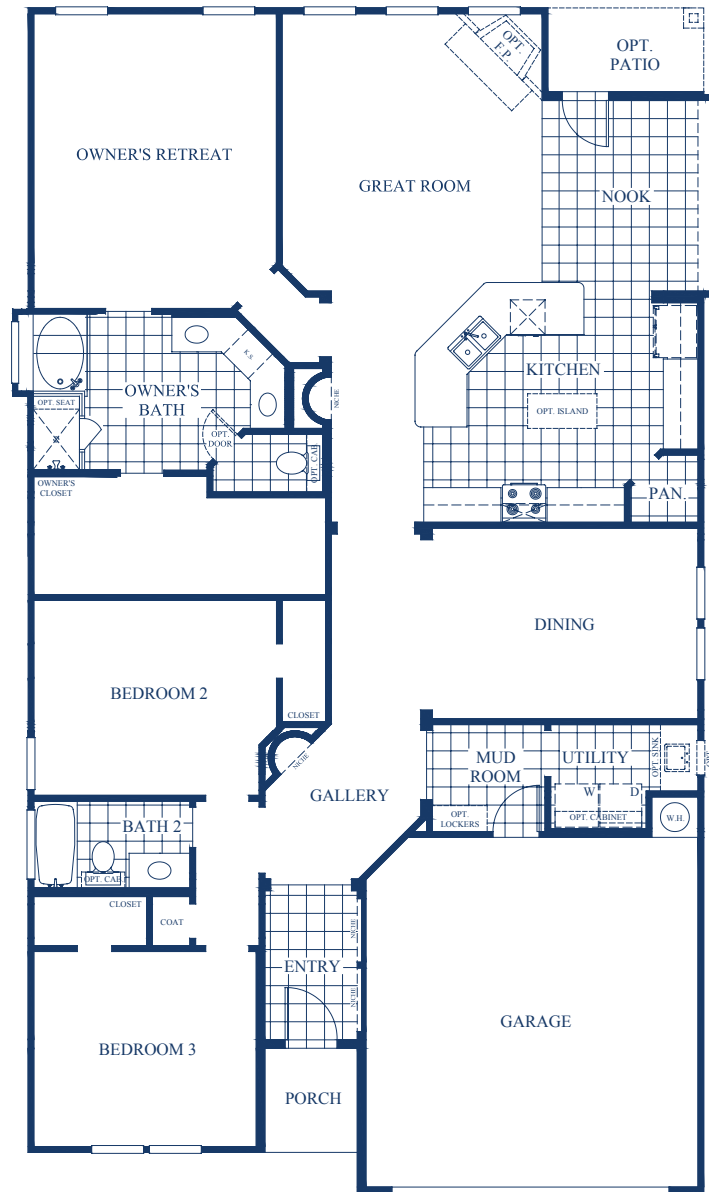 OPT.
F.P.
OPT.
PATIO
OWNER'S RETREAT
GREAT ROOM
NOOK
K.S.
KITCHEN
OWNER'S
BATH
NICHE
OPT. SEAT
OPT. ISLAND
OPT.
DOOR
OPT. CAB.
OWNER'S
CLOSET
PAN.
DINING
BEDROOM 2
CLOSET
NICHE
MUD
ROOM
UTILITY
OPT. SINK
GALLERY
W
D
OPT.
LOCKERS
OPT. CABINET
W.H.
BATH 2
OPT. CAB.
CLOSET
COAT
NICHE
ENTRY
NICHE
GARAGE
BEDROOM 3
PORCH